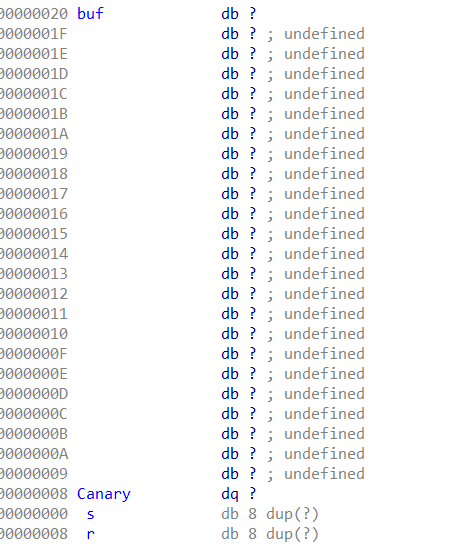 00000020 buf db ?
0000001F db ? ; undefined
0000001E db ? ; undefined
0000001D db ? ; undefined
0000001C db ? ; undefined
0000001B db ? ; undefined
0000001A db ? ; undefined
00000019 db ? ; undefined
00000018 db ? ; undefined
00000017 db ? ; undefined
00000016 db ? ; undefined
00000015 db ? ; undefined
00000014 db ? ; undefined
00000013 db ? ; undefined
00000012 db ? ; undefined
00000011 db ? ; undefined
00000010 db ? ; undefined
0000000F db ? ; undefined
0000000E db ? ; undefined
0000000D db ? ; undefined
0000000C db ? ; undefined
0000000B db ? ; undefined
0000000A db ? ; undefined
00000009 db ? ; undefined
00000008 Canary dq ?
00000000 s db 8 dup(?)
00000008 r db 8 dup(?)